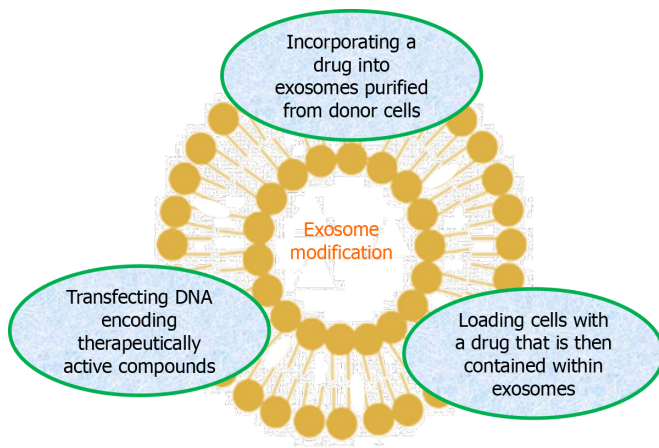 Incorporating a
drug into
exosomes purified
from donor cells
Exosome
modification
Transfecting DNA
encoding
therapeutically
active compounds
Loading cells with
a drug that is then
contained within
exosomes